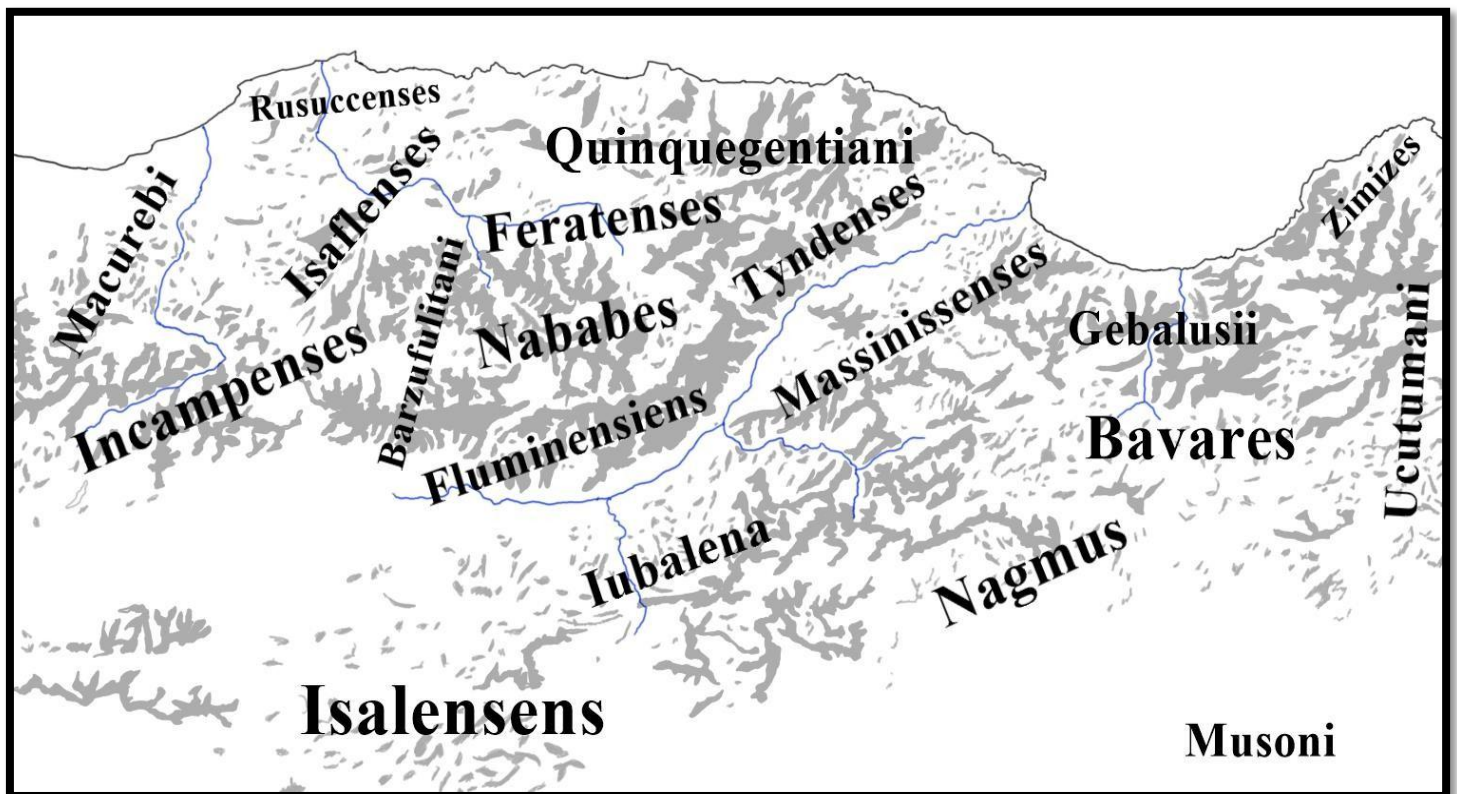 Rusuccenses
Quinquegentiani
Zimizes
Macurebi
Isaflenses
Feratenses
Tyndenses
Barzufulitani
Nababes
Massinissenses
Gebalusii
Ucutumani
Incampenses
Fluminensiens
Bavares
Iubalena
Nagmus
Isalensens
Musoni